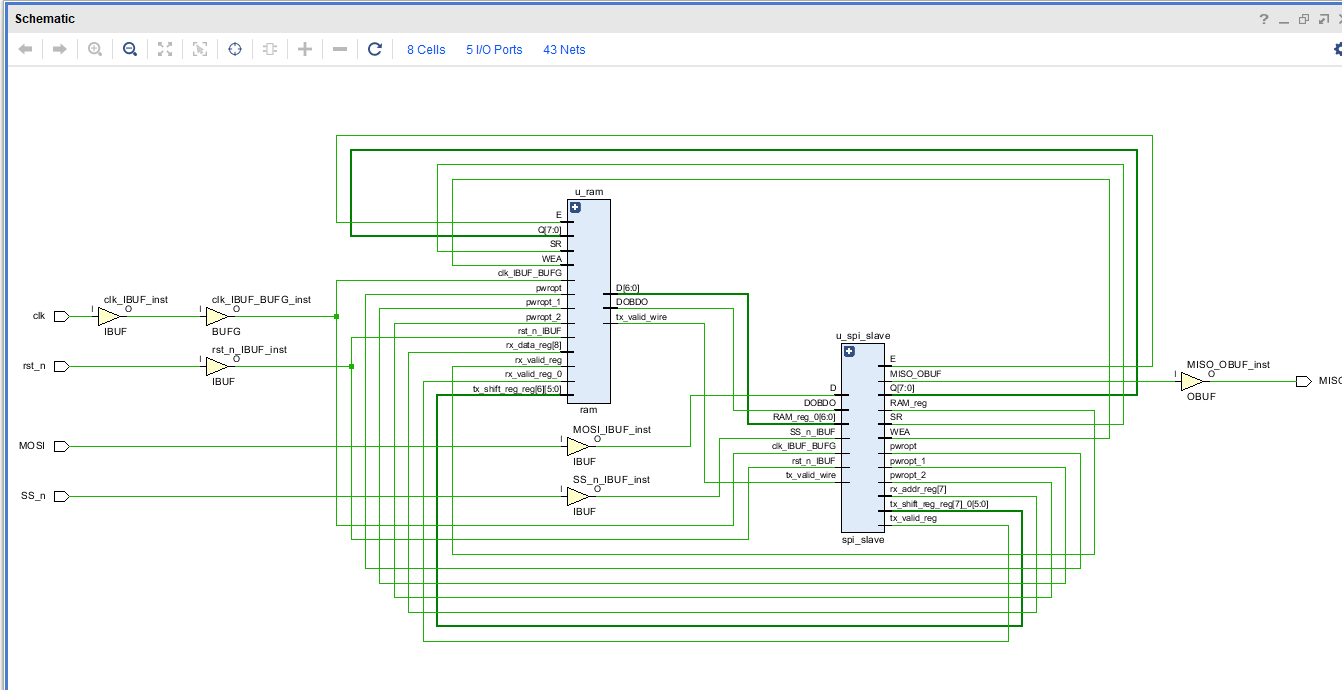 Schematic
8 Cells 5 I/O Ports 43 Nets
u_ram
E
Q[7:0]
SR
WEA
clk_IBUF_BUFG
pwropt
pwropt_1
pwropt_2
rst_n_IBUF
rx_data_reg[8]
rx_valid_reg
rx_valid_reg_0
tx_shift_reg_reg[6][5:0]
D[6:0]
DOBDO
tx_valid_wire
ram
clk
I
clk_IBUF_inst
O
IBUF
I
clk_IBUF_BUFG_inst
O
BUFG
rst_n
I
rst_n_IBUF_inst
O
IBUF
MOSI
I
MOSI_IBUF_inst
O
IBUF
SS_n
I
SS_n_IBUF_inst
O
IBUF
u_spi_slave
D
DOBDO
RAM_reg_0[6:0]
SS_n_IBUF
clk_IBUF_BUFG
rst_n_IBUF
tx_valid_wire
E
MISO_OBUF
Q[7:0]
RAM_reg
SR
WEA
pwropt
pwropt_1
pwropt_2
rx_addr_reg[7]
tx_shift_reg_reg[7]_0[5:0]
tx_valid_reg
spi_slave
I
MISO_OBUF_inst
O
OBUF